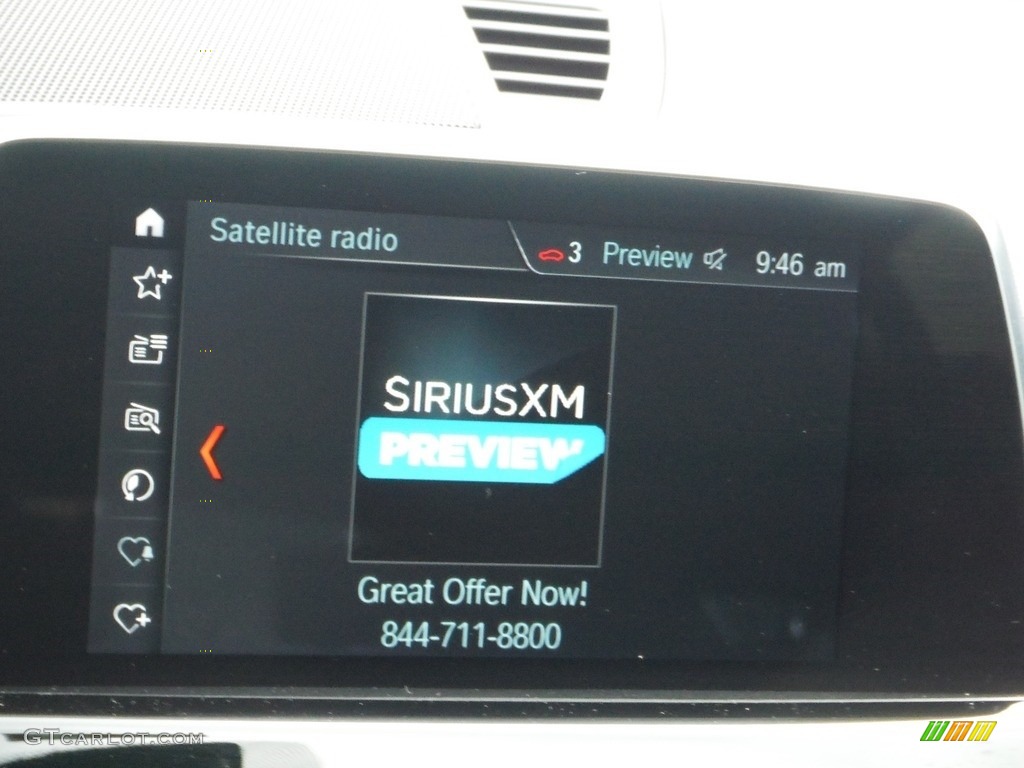 Satellite radio
3 Preview 9:46 am
SIRIUSXM
PREVIEW
Great Offer Now!
844-711-8800
GTCARLOT.COM